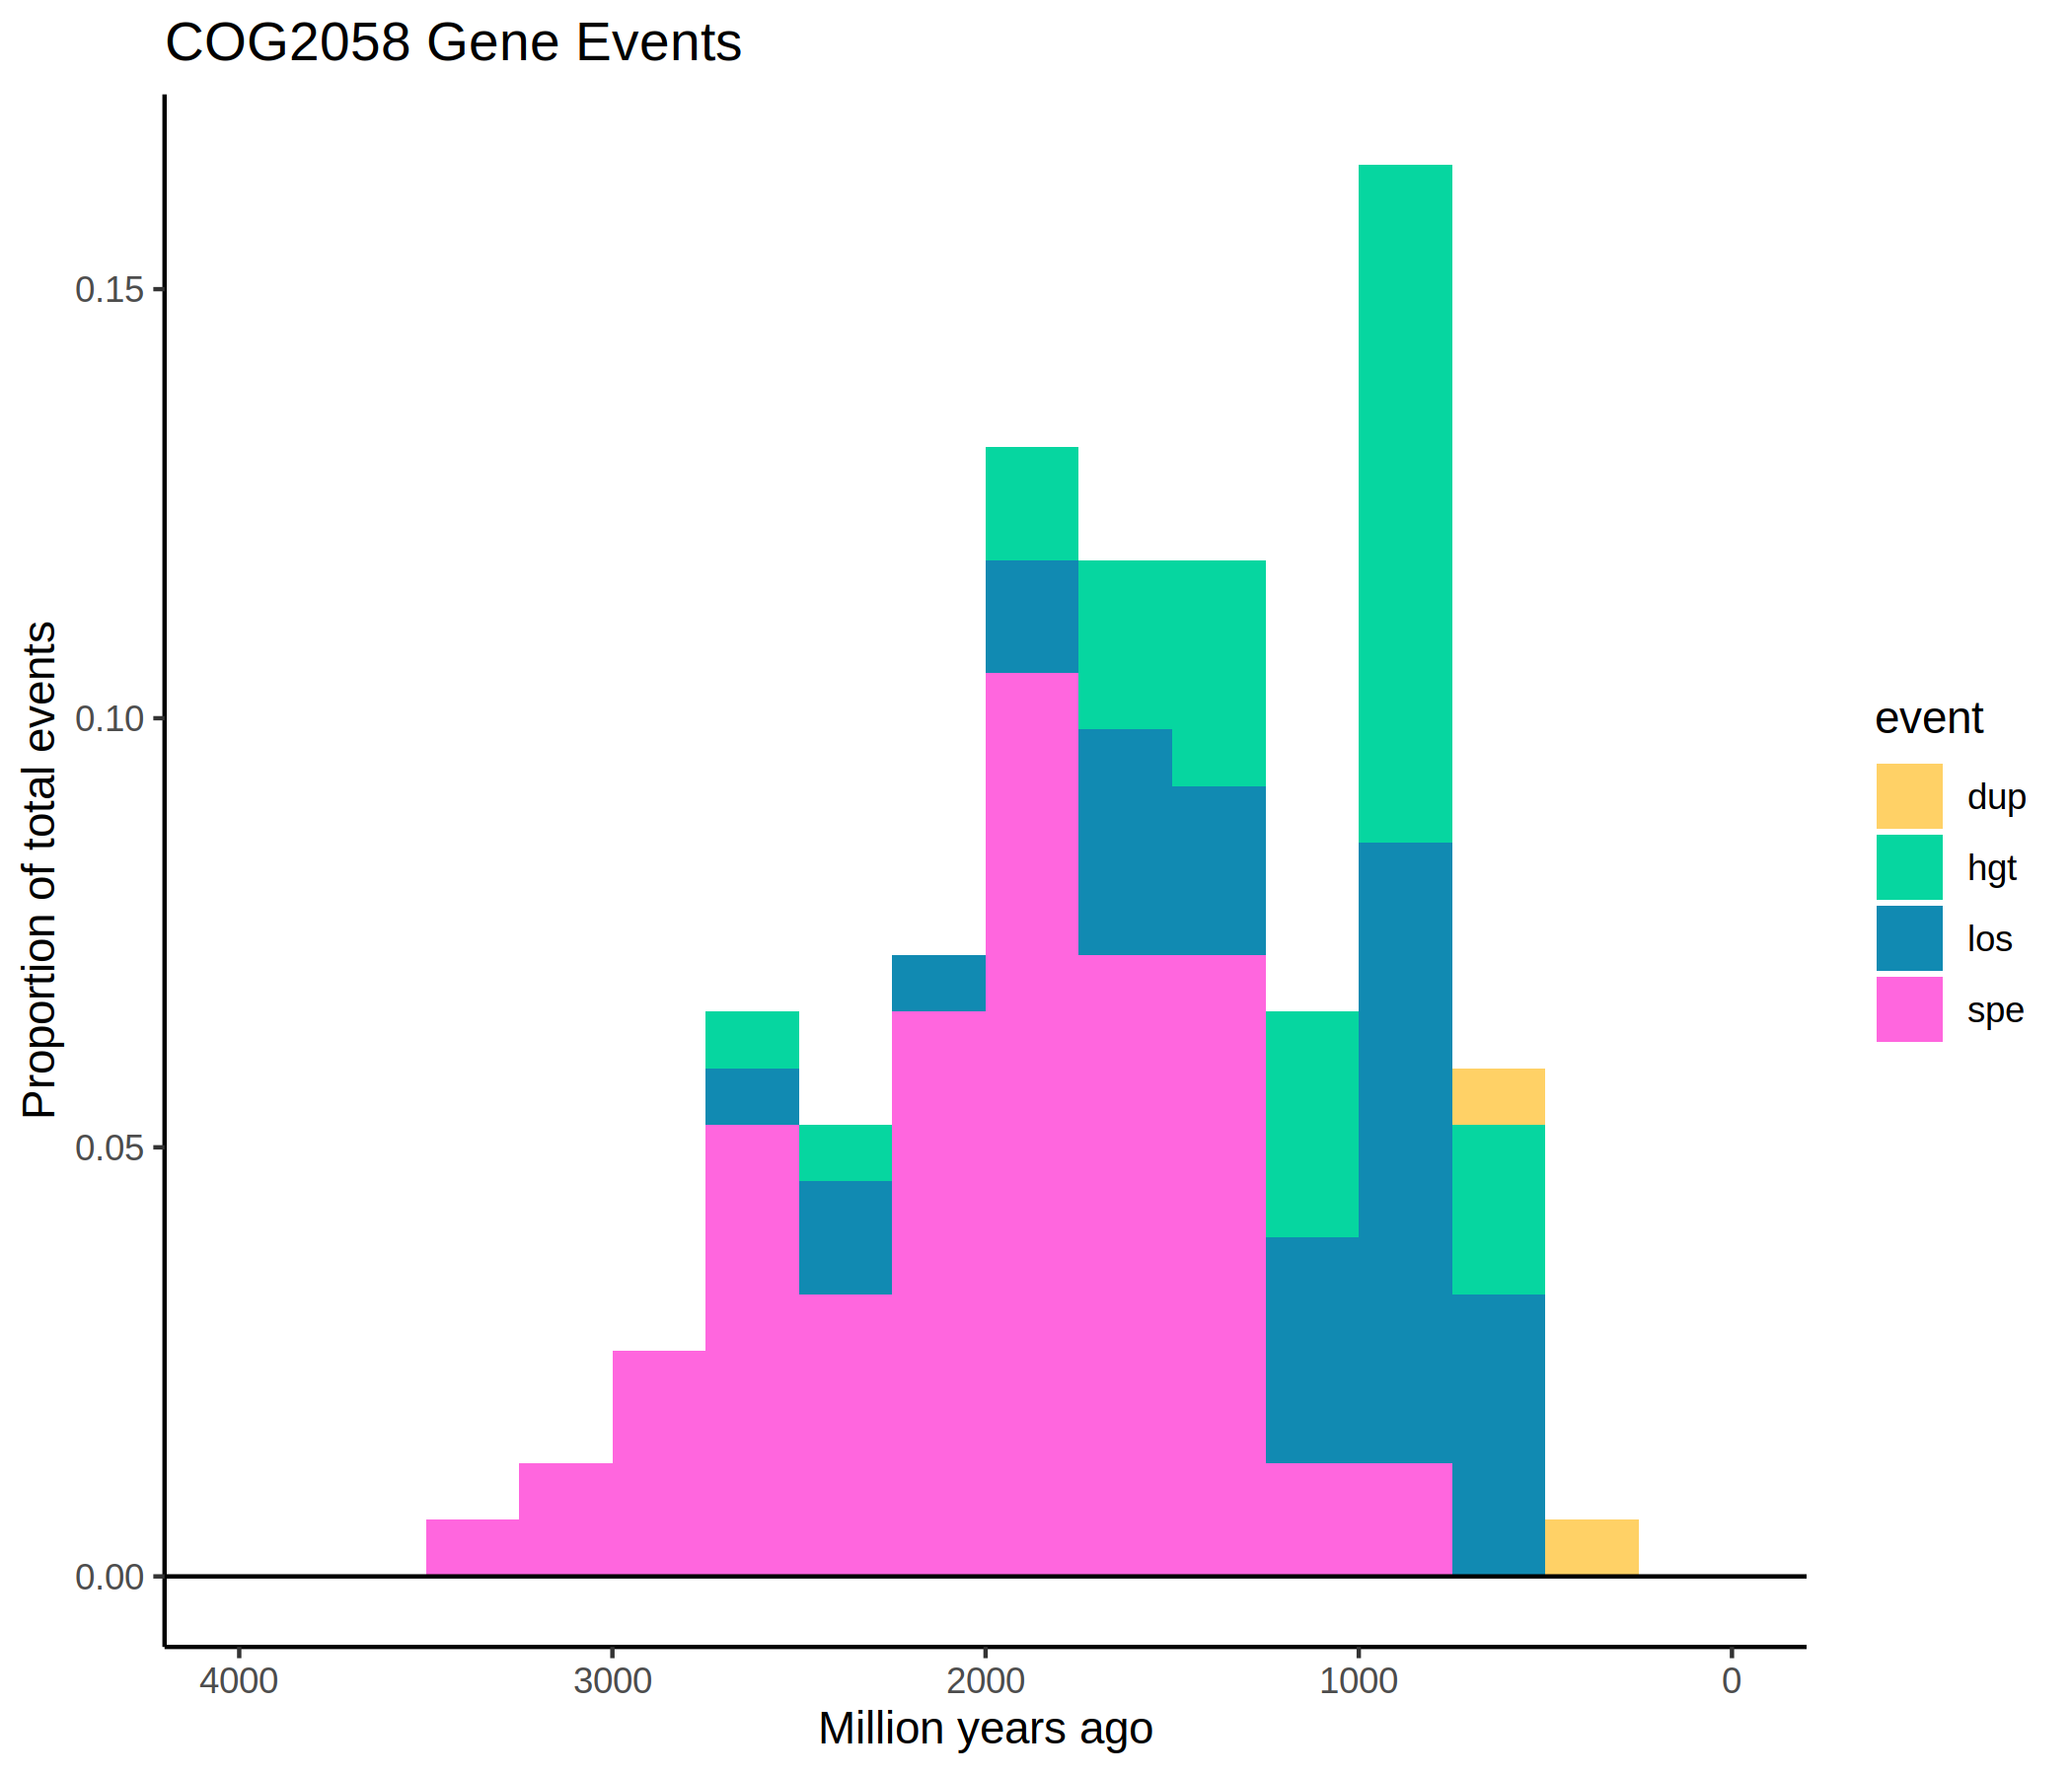 COG2058 Gene Events
Proportion of total events
0.15
0.10
0.05
0.00
4000 3000 2000 1000 0
Million years ago
event
dup
hgt
los
spe